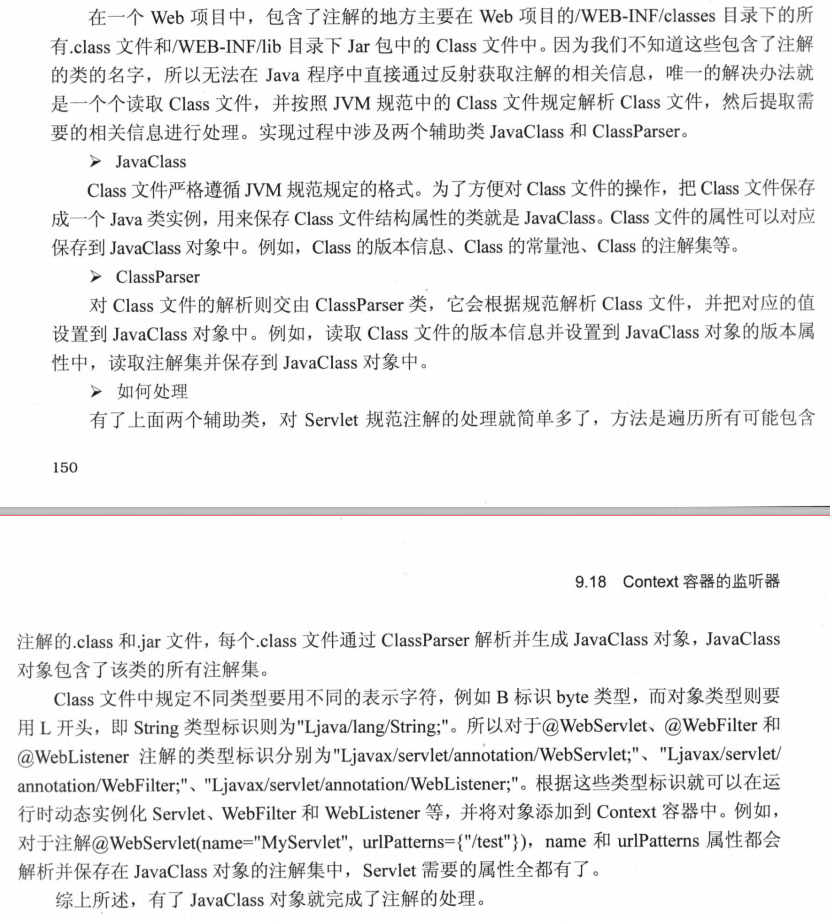 在一个 Web 项目中，包含了注解的地方主要在 Web 项目的/WEB-INF/classes 目录下的所
有.class 文件和/WEB-INF/lib 目录下 Jar 包中的 Class 文件中。因为我们不知道这些包含了注解
的类的名字，所以无法在 Java 程序中直接通过反射获取注解的相关信息，唯一的解决办法就
是一个个读取 Class 文件，并按照 JVM 规范中的 Class 文件规定解析 Class 文件，然后提取需
要的相关信息进行处理。实现过程中涉及两个辅助类 JavaClass 和 ClassParser。
➢ JavaClass
Class 文件严格遵循 JVM 规范规定的格式。为了方便对 Class 文件的操作，把 Class 文件保存
成一个 Java 类实例，用来保存 Class 文件结构属性的类就是 JavaClass。Class 文件的属性可以对应
保存到 JavaClass 对象中。例如，Class 的版本信息、Class 的常量池、Class 的注解集等。
➢ ClassParser
对 Class 文件的解析则交由 ClassParser 类，它会根据规范解析 Class 文件，并把对应的值
设置到 JavaClass 对象中。例如，读取 Class 文件的版本信息并设置到 JavaClass 对象的版本属
性中，读取注解集并保存到 JavaClass 对象中。
➢ 如何处理
有了上面两个辅助类，对 Servlet 规范注解的处理就简单多了，方法是遍历所有可能包含
150
9.18 Context 容器的监听器
注解的.class 和.jar 文件，每个.class 文件通过 ClassParser 解析并生成 JavaClass 对象，JavaClass
对象包含了该类的所有注解集。
Class 文件中规定不同类型要用不同的表示字符，例如 B 标识 byte 类型，而对象类型则要
用 L 开头，即 String 类型标识则为"Ljava/lang/String;"。所以对于@WebServlet、@WebFilter 和
@WebListener 注解的类型标识分别为"Ljavax/servlet/annotation/WebServlet;"、"Ljavax/servlet/
annotation/WebFilter;"、"Ljavax/servlet/annotation/WebListener;"。根据这些类型标识就可以在运
行时动态实例化 Servlet、WebFilter 和 WebListener 等，并将对象添加到 Context 容器中。例如，
对于注解@WebServlet(name="MyServlet", urlPatterns={"/test"})，name 和 urlPatterns 属性都会
解析并保存在 JavaClass 对象的注解集中，Servlet 需要的属性全都有了。
综上所述，有了 JavaClass 对象就完成了注解的处理。